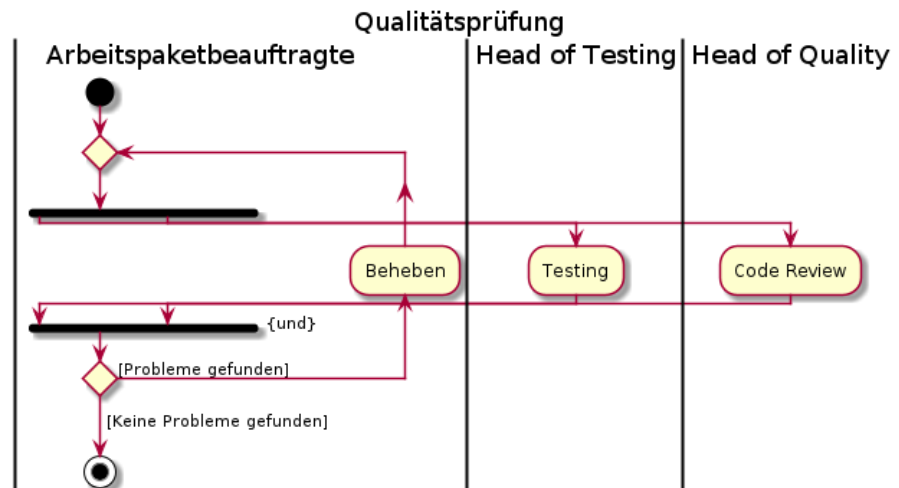 Qualitätsprüfung
Arbeitspaketbeauftragte
Head of Testing
Head of Quality
Beheben
Testing
Code Review
{und}
[Probleme gefunden]
[Keine Probleme gefunden]